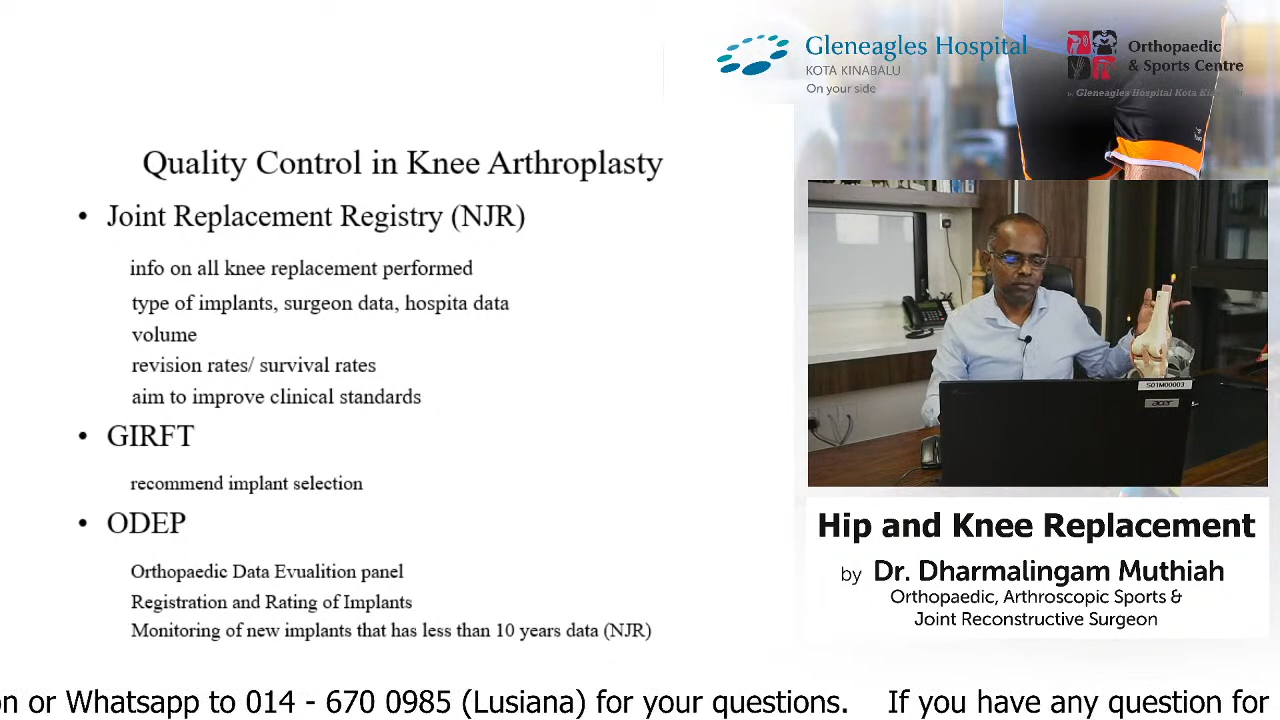 Gleneagles Hospital
KOTA KINABALU
On your side
Orthopaedic
& Sports Centre
Gleneagles Hospital Kota
Quality Control in Knee Arthroplasty
• Joint Replacement Registry (NJR)
info on all knee replacement performed
type of implants, surgeon data, hospita data
volume
revision rates/ survival rates
aim to improve clinical standards
• GIRFT
recommend implant selection
• ODEP
Orthopaedic Data Evualition panel
Registration and Rating of Implants
Monitoring of new implants that has less than 10 years data (NJR)
S01M00003
acer
Hip and Knee Replacement
by Dr. Dharmalingam Muthiah
Orthopaedic, Arthroscopic Sports &
Joint Reconstructive Surgeon
on or Whatsapp to 014 - 670 0985 (Lusiana) for your questions. If you have any question for